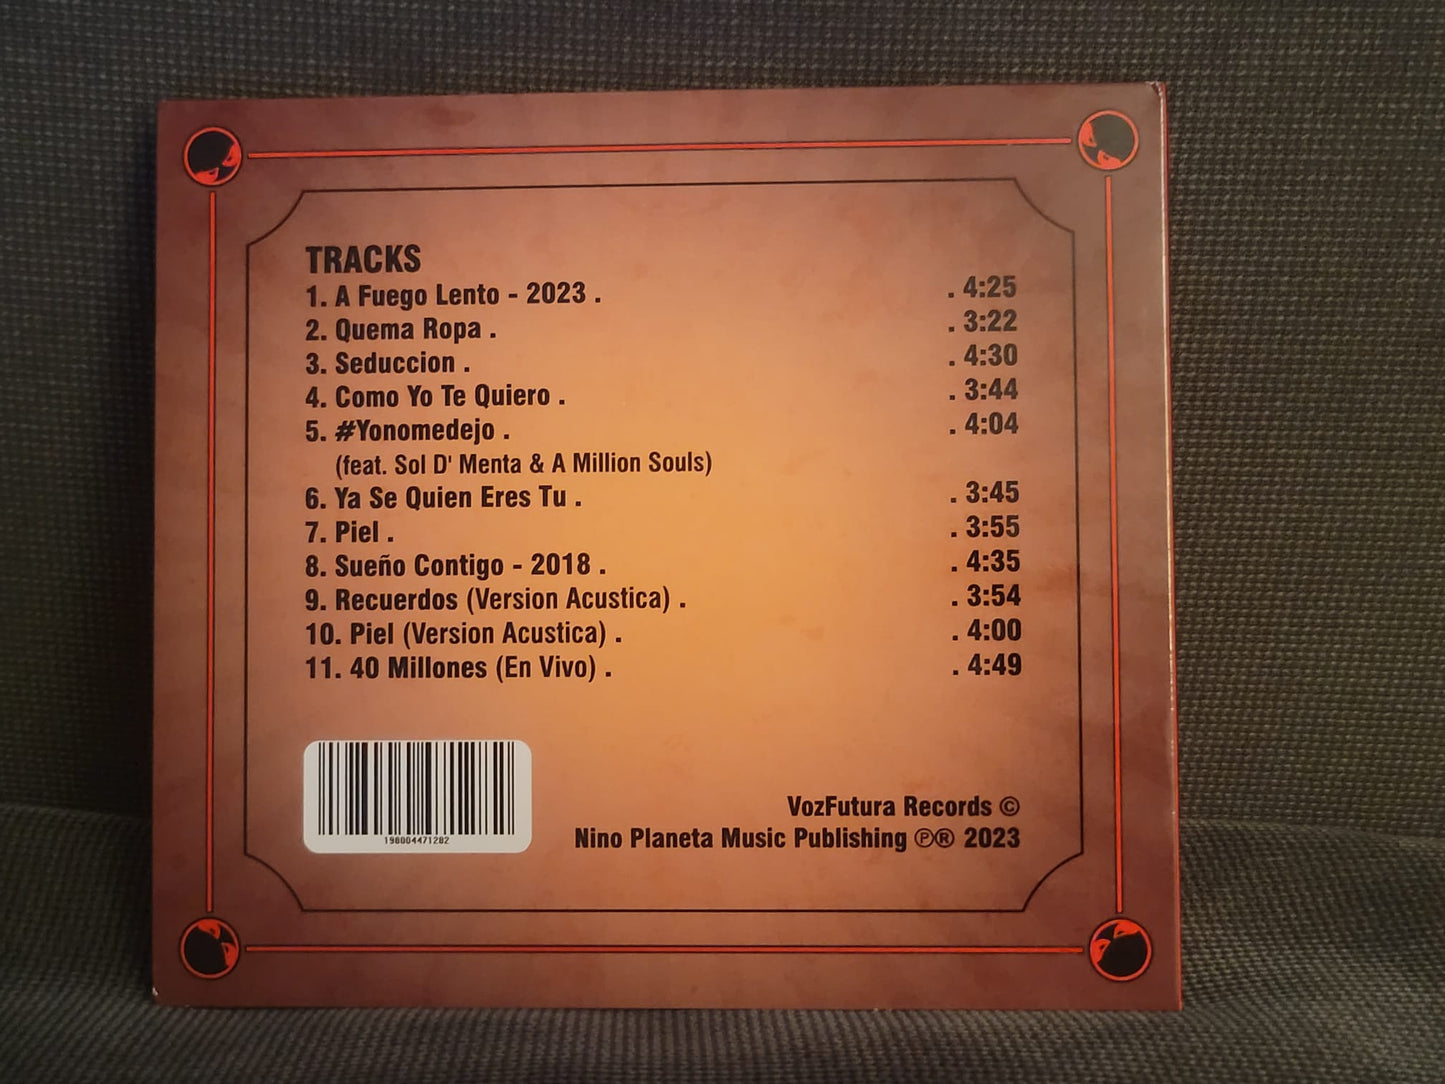 TRACKS
1. A Fuego Lento - 2023 . . 4:25
2. Quema Ropa . . 3:22
3. Seduccion . . 4:30
4. Como Yo Te Quiero . . 3:44
5. #Yonomedejo . . 4:04
(feat. Sol D' Menta & A Million Souls)
6. Ya Se Quien Eres Tu . . 3:45
7. Piel . . 3:55
8. Sueño Contigo - 2018 . . 4:35
9. Recuerdos (Version Acustica) . . 3:54
10. Piel (Version Acustica) . . 4:00
11. 40 Millones (En Vivo) . . 4:49
VozFutura Records ©
Nino Planeta Music Publishing ℗® 2023
198004471282